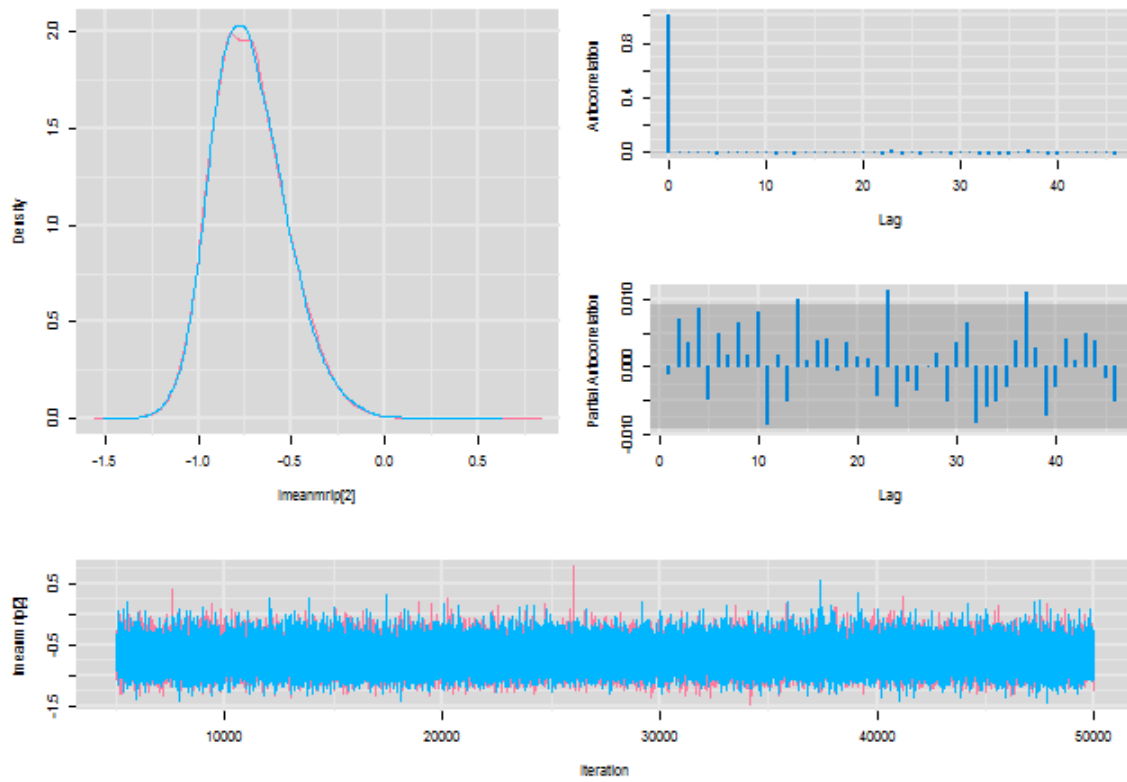 Density
0.0 0.5 1.0 1.5 2.0
-1.5 -1.0 -0.5 0.0 0.5
lmeanmrip[2]
Autocorrelation
0.0 0.4 0.8
0 10 20 30 40
Lag
Partial Autocorrelation
-0.010 0.000 0.010
0 10 20 30 40
Lag
lmeanmrip[2]
-1.5 -0.5 0.5
10000 20000 30000 40000 50000
Iteration